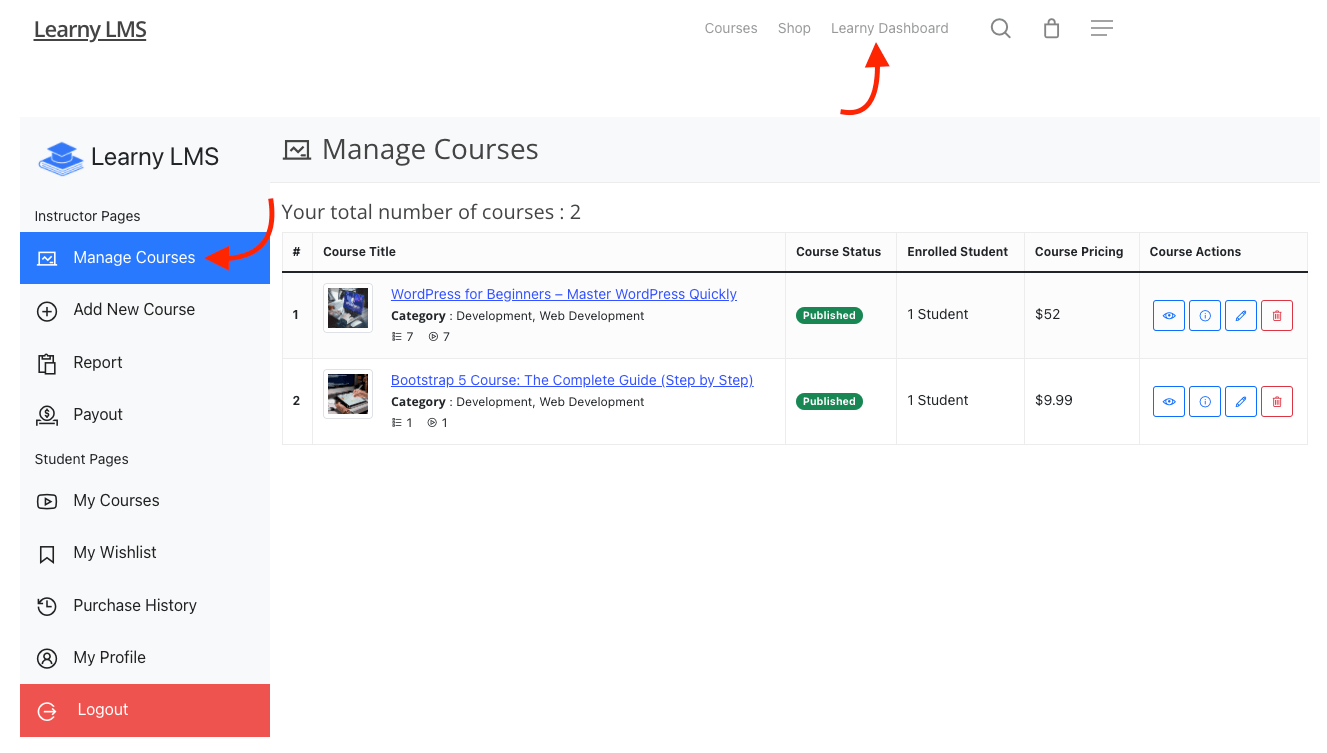 Learny LMS
Courses Shop Learny Dashboard
Learny LMS
Manage Courses
Instructor Pages
Manage Courses
Add New Course
Report
Payout
Student Pages
My Courses
My Wishlist
Purchase History
My Profile
Logout
Your total number of courses : 2
# Course Title Course Status Enrolled Student Course Pricing Course Actions
1 WordPress for Beginners – Master WordPress Quickly Published 1 Student $52
Category : Development, Web Development
7 7
2 Bootstrap 5 Course: The Complete Guide (Step by Step) Published 1 Student $9.99
Category : Development, Web Development
1 1